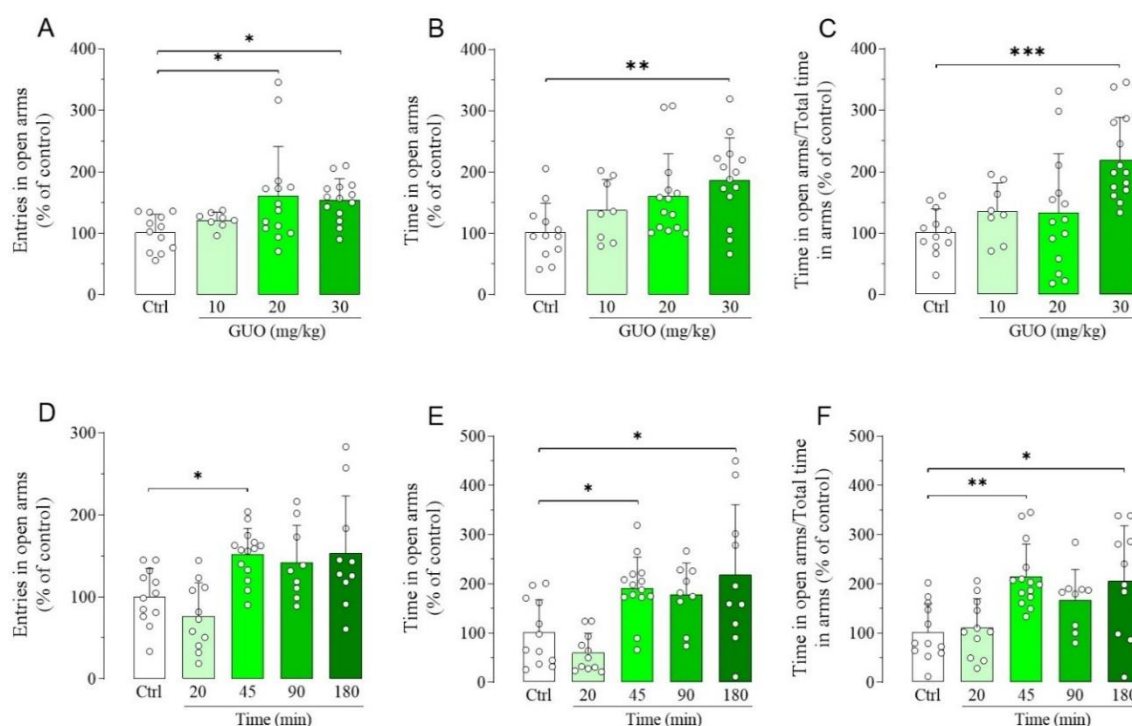 A
Entries in open arms
(% of control)
400
300
200
100
0
*
*
Ctrl 10 20 30
GUO (mg/kg)
B
Time in open arms
(% of control)
400
300
200
100
0
**
Ctrl 10 20 30
GUO (mg/kg)
C
Time in open arms/Total time
in arms (% of control)
400
300
200
100
0
***
Ctrl 10 20 30
GUO (mg/kg)
D
Entries in open arms
(% of control)
300
200
100
0
*
Ctrl 20 45 90 180
Time (min)
E
Time in open arms
(% of control)
500
400
300
200
100
0
*
*
Ctrl 20 45 90 180
Time (min)
F
Time in open arms/Total time
in arms (% of control)
500
400
300
200
100
0
*
**
Ctrl 20 45 90 180
Time (min)